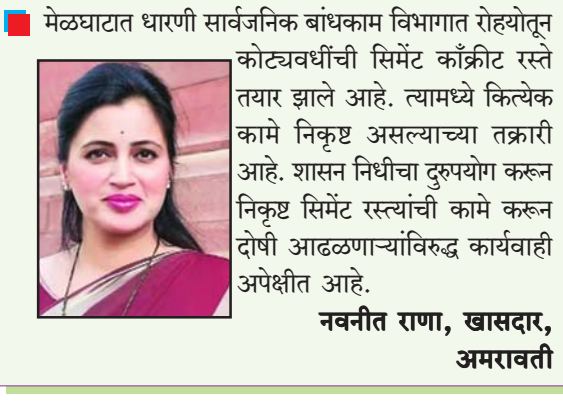 मेळघाटात धारणी सार्वजनिक बांधकाम विभागात रोहयोतून
कोट्यवधींची सिमेंट काँक्रीट रस्ते
तयार झाले आहे. त्यामध्ये कित्येक
कामे निकृष्ट असल्याच्या तक्रारी
आहे. शासन निधीचा दुरुपयोग करून
निकृष्ट सिमेंट रस्त्यांची कामे करून
दोषी आढळणाऱ्यांविरुद्ध कार्यवाही
अपेक्षीत आहे.
नवनीत राणा, खासदार,
अमरावती